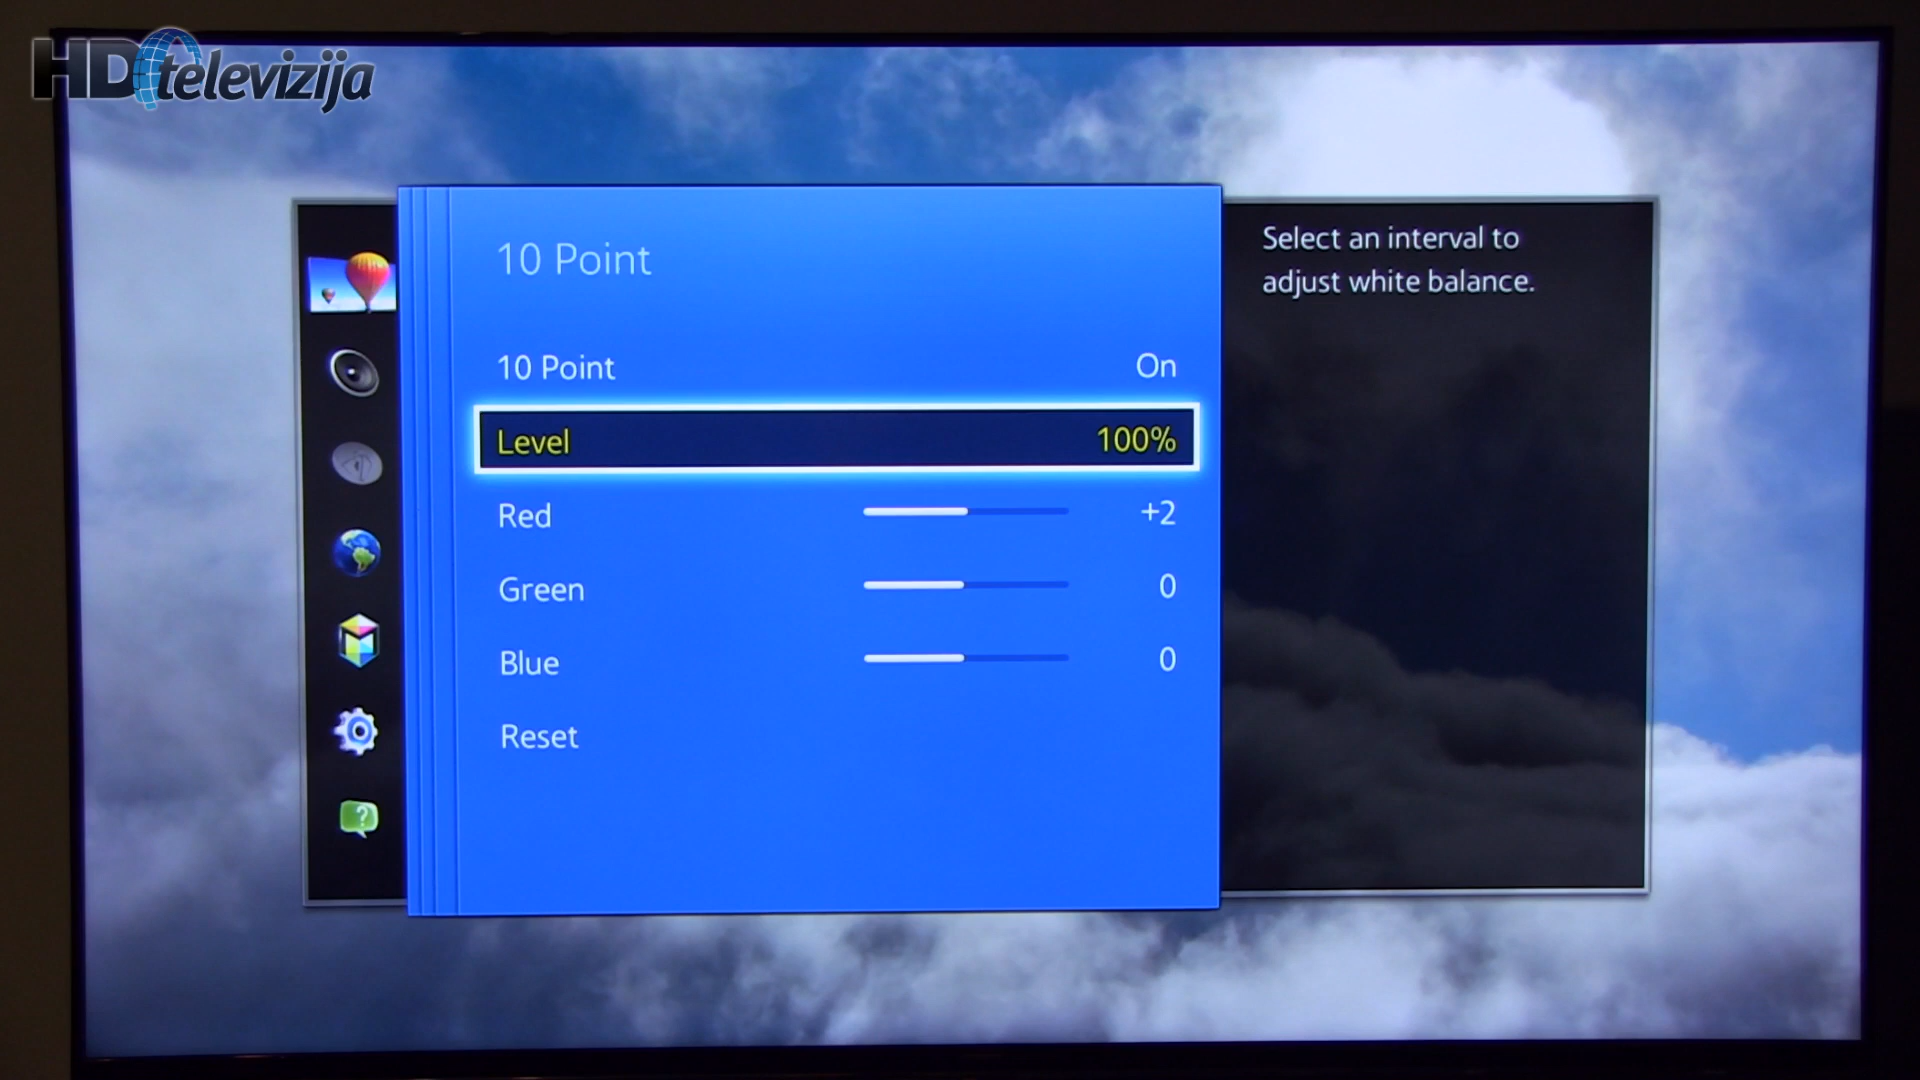 HDtelevizija
10 Point
10 Point On
Level 100%
Red +2
Green 0
Blue 0
Reset
Select an interval to
adjust white balance.
?